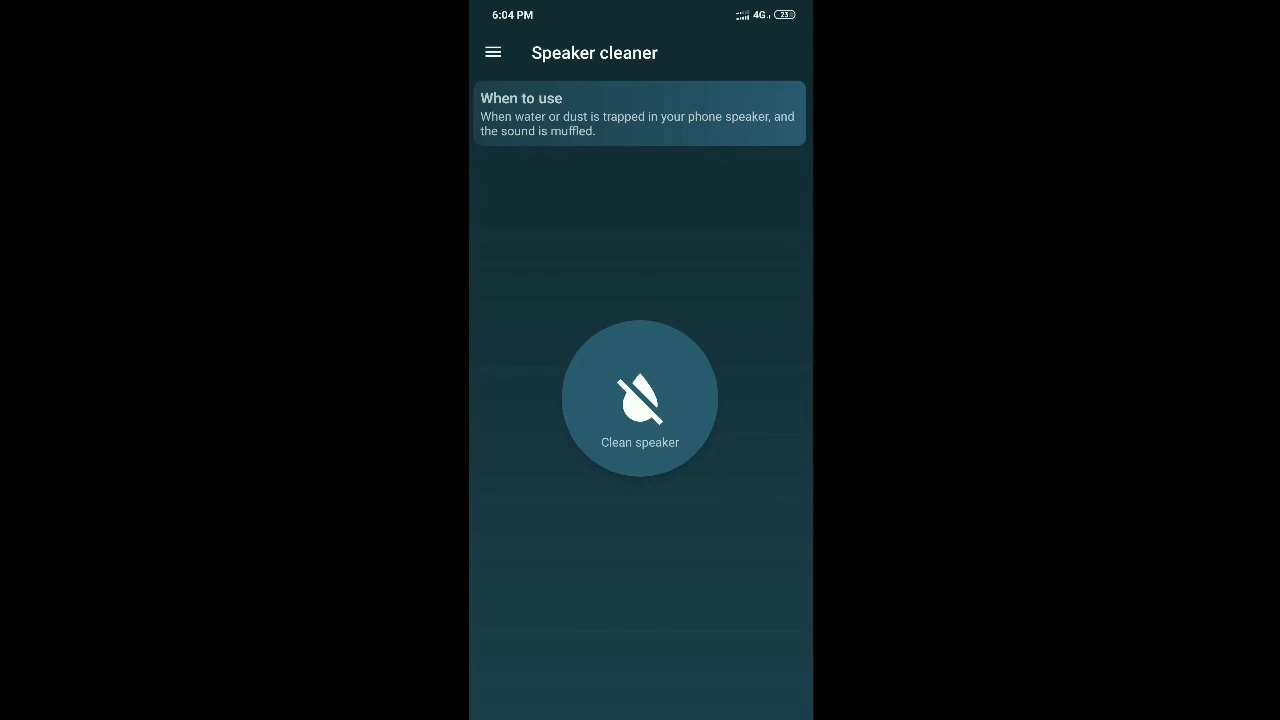 6:04 PM
4G
23
Speaker cleaner
When to use
When water or dust is trapped in your phone speaker, and
the sound is muffled.
Clean speaker